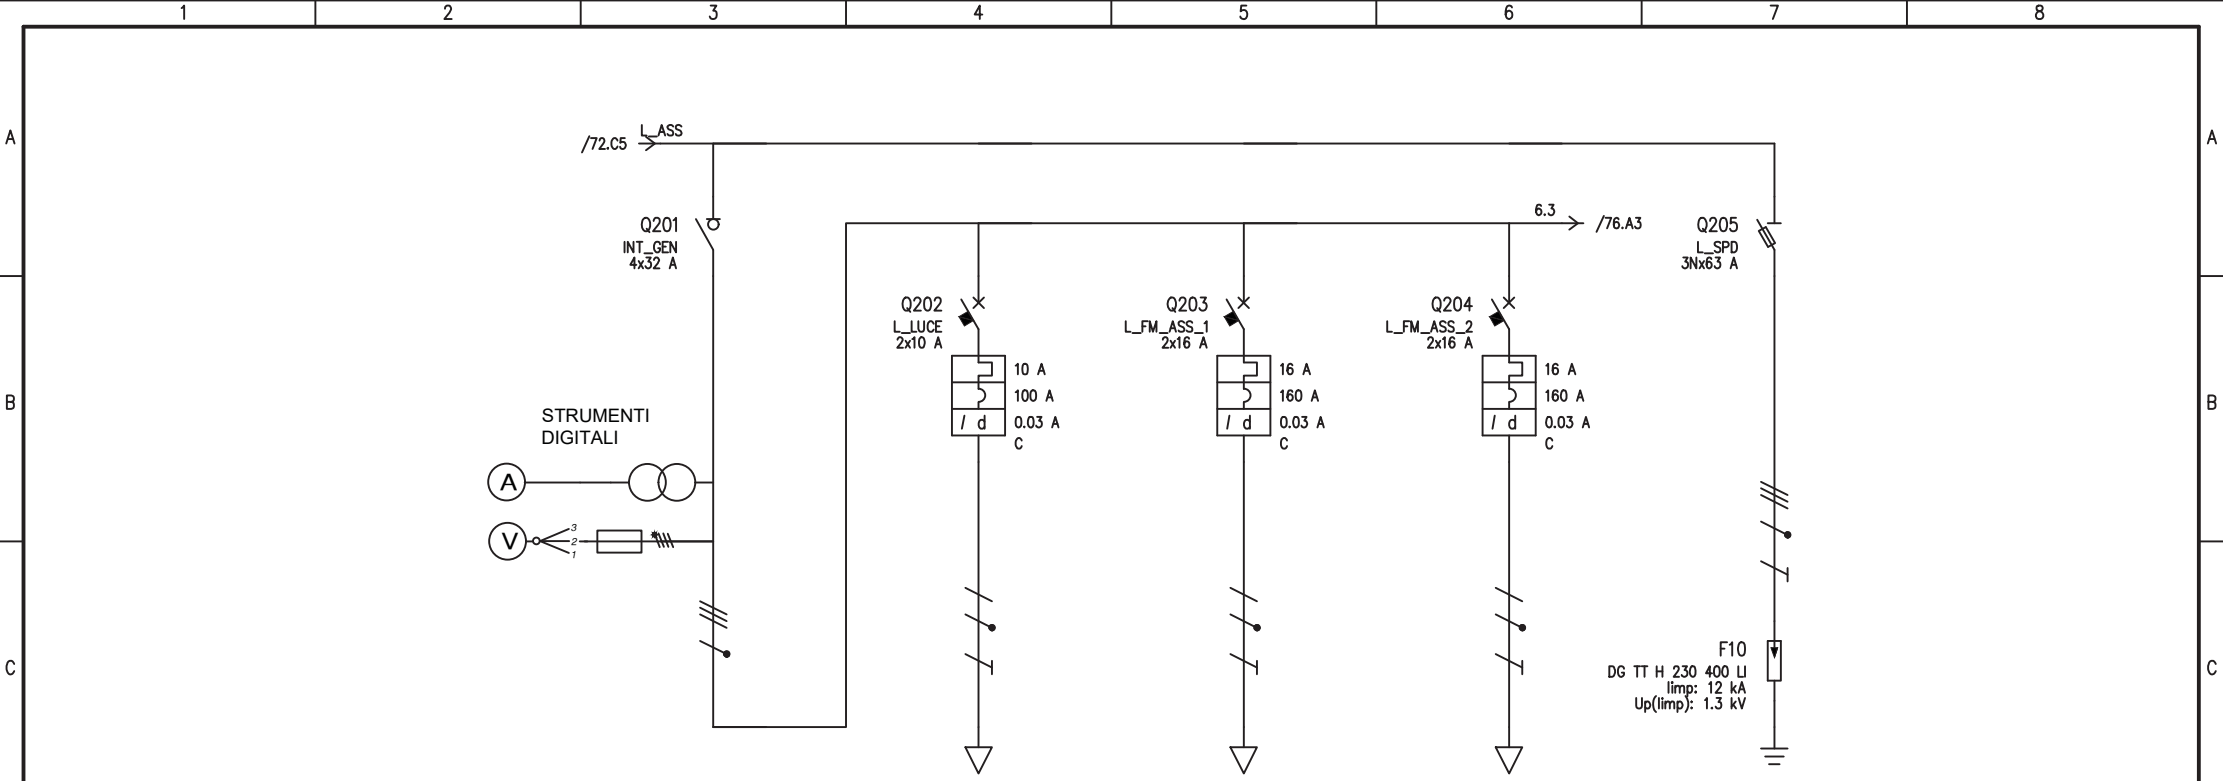 1 2 3 4 5 6 7 8
A A
L_ASS
/72.C5
6.3
/76.A3
Q201
INT_GEN
4x32 A
Q205
L_SPD
3Nx63 A
Q202
L_LUCE
2x10 A
10 A
100 A
I d 0.03 A
C
Q203
L_FM_ASS_1
2x16 A
16 A
160 A
I d 0.03 A
C
Q204
L_FM_ASS_2
2x16 A
16 A
160 A
I d 0.03 A
C
B B
STRUMENTI
DIGITALI
A
V
3
2
1
*
C C
F10
DG TT H 230 400 LI
Iimp: 12 kA
Up(Iimp): 1.3 kV